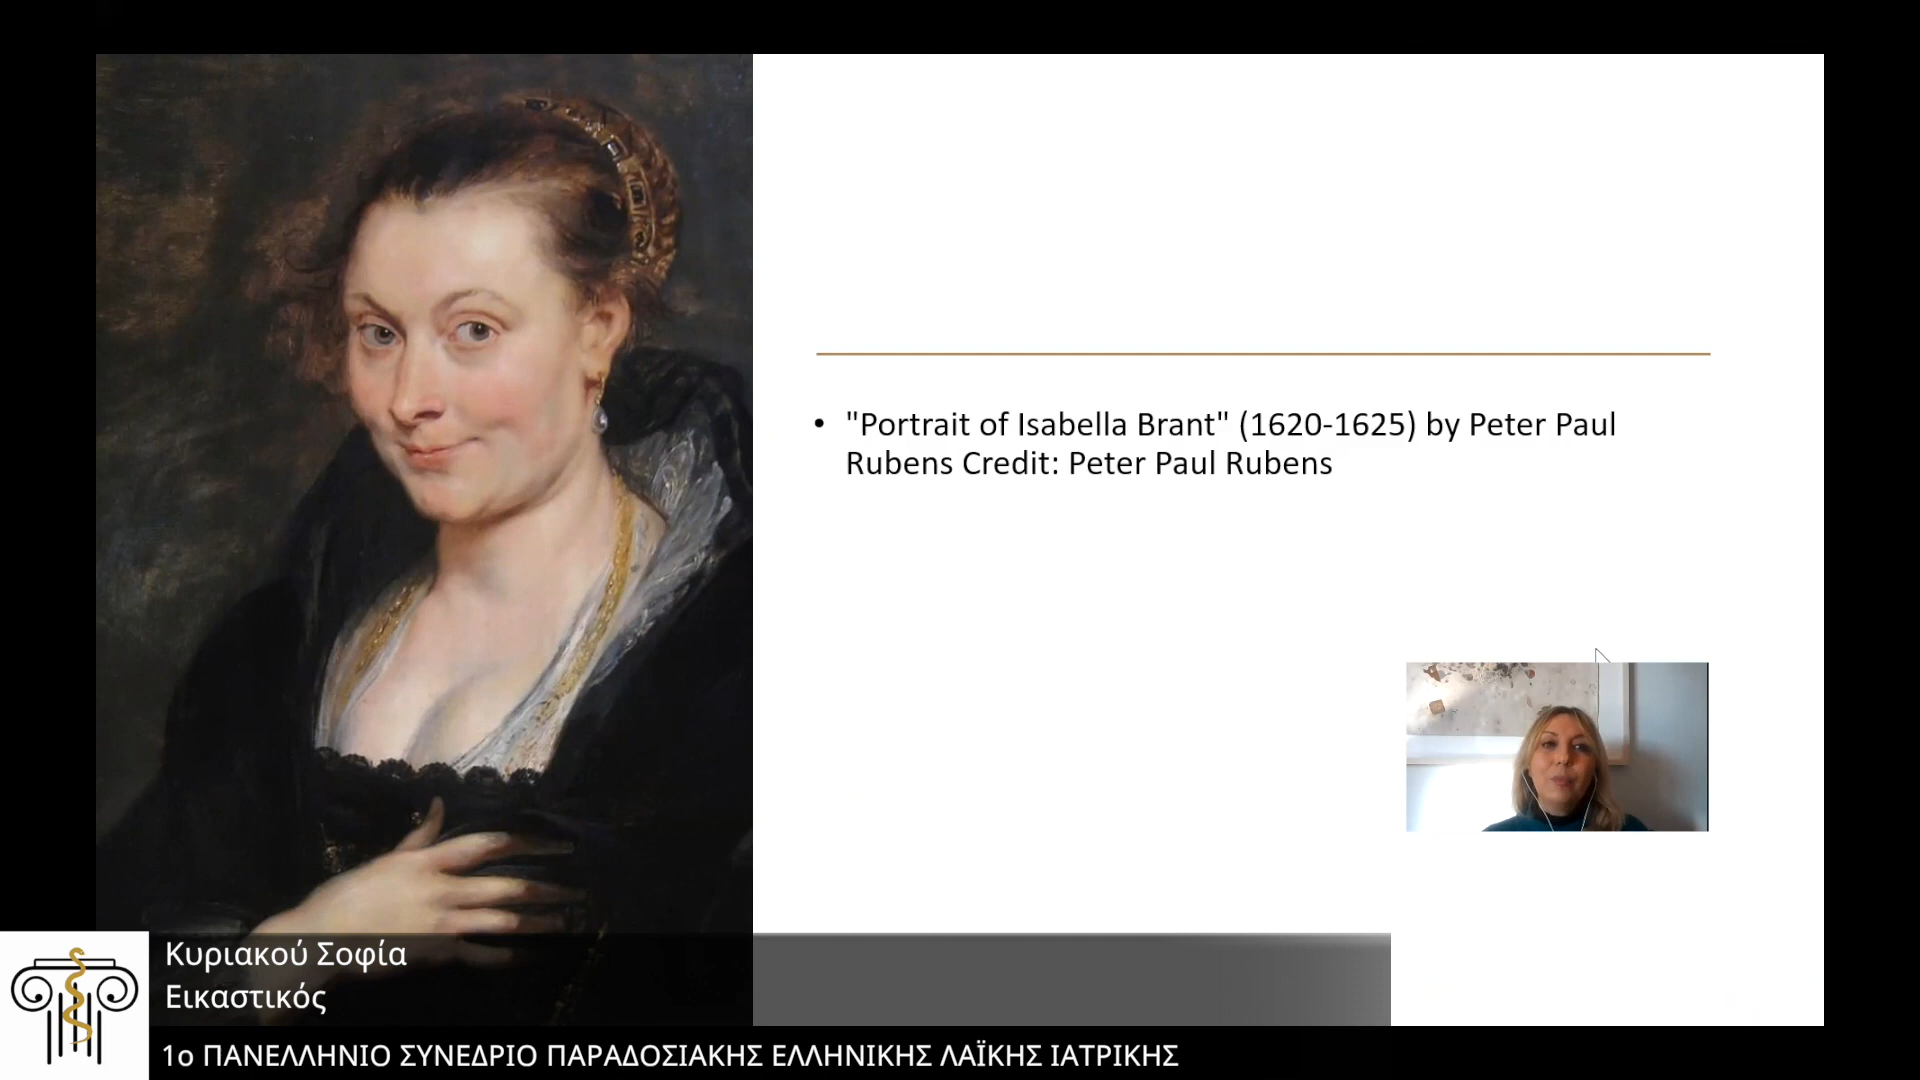 • "Portrait of Isabella Brant" (1620-1625) by Peter Paul
Rubens Credit: Peter Paul Rubens
Κυριακού Σοφία
Εικαστικός
1ο ΠΑΝΕΛΛΗΝΙΟ ΣΥΝΕΔΡΙΟ ΠΑΡΑΔΟΣΙΑΚΗΣ ΕΛΛΗΝΙΚΗΣ ΛΑΪΚΗΣ ΙΑΤΡΙΚΗΣ